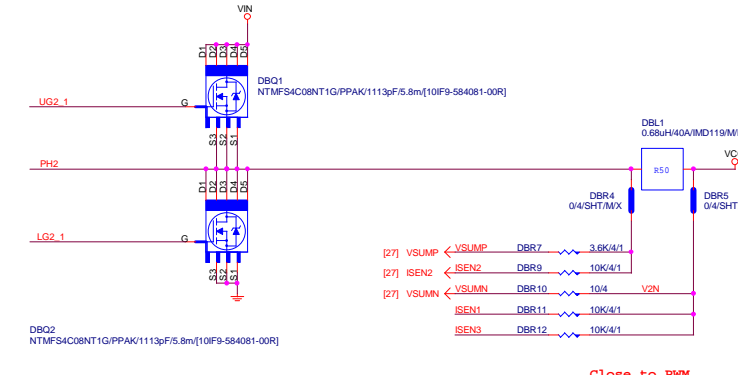 VIN
D1 D2 D3 D4 D5
DBQ1
NTMFS4C08NT1G/PPAK/1113pF/5.8m/[10IF9-584081-00R]
UG2_1
G
S3 S2 S1
DBL1
0.68uH/40A/IMD119/M/
PH2
R50
D1 D2 D3 D4 D5
DBR4
0/4/SHT/M/X
DBR5
0/4/SHT
LG2_1
G
S3 S2 S1
[27] VSUMP VSUMP DBR7 3.6K/4/1
[27] ISEN2 ISEN2 DBR9 10K/4/1
[27] VSUMN VSUMN DBR10 10/4 V2N
ISEN1 DBR11 10K/4/1
ISEN3 DBR12 10K/4/1
DBQ2
NTMFS4C08NT1G/PPAK/1113pF/5.8m/[10IF9-584081-00R]
Close to PWM